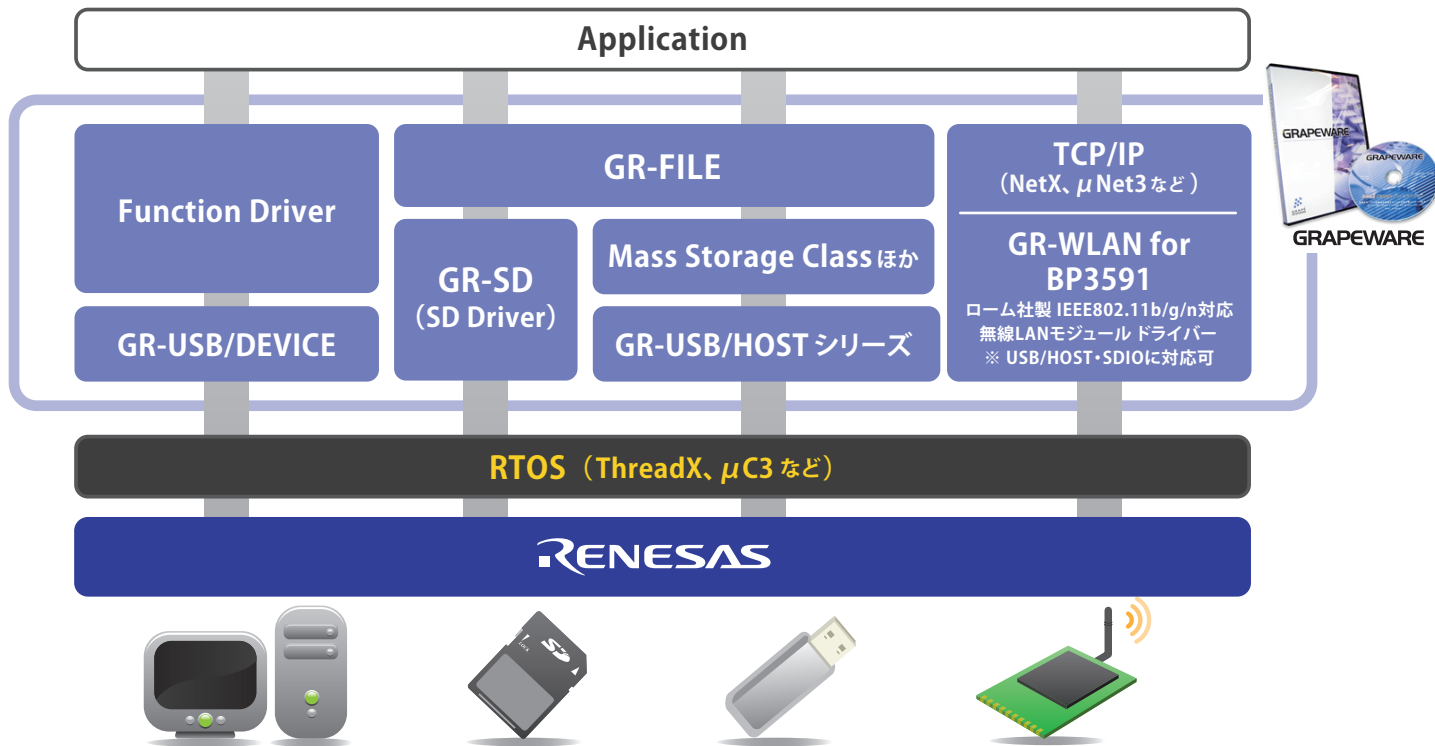 Application
Function Driver
GR-USB/DEVICE
GR-FILE
GR-SD
(SD Driver)
Mass Storage Class ほか
GR-USB/HOST シリーズ
TCP/IP
(NetX、μNet3 など)
GR-WLAN for
BP3591
ローム社製 IEEE802.11b/g/n対応
無線LANモジュール ドライバー
※ USB/HOST・SDIOに対応可
GRAPEWARE
GRAPEWARE
GRAPEWARE
RTOS (ThreadX、μC3 など)
RENESAS
LOCK
SD